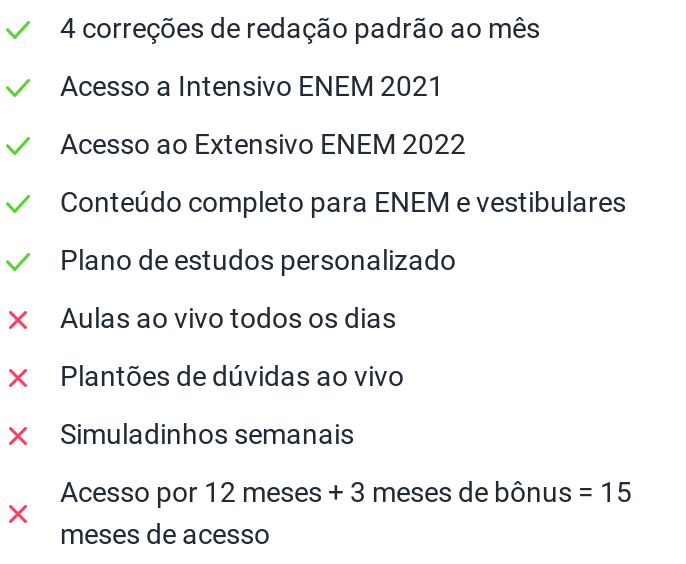 4 correções de redação padrão ao mês
Acesso a Intensivo ENEM 2021
Acesso ao Extensivo ENEM 2022
Conteúdo completo para ENEM e vestibulares
Plano de estudos personalizado
Aulas ao vivo todos os dias
Plantões de dúvidas ao vivo
Simuladinhos semanais
Acesso por 12 meses + 3 meses de bônus = 15
meses de acesso